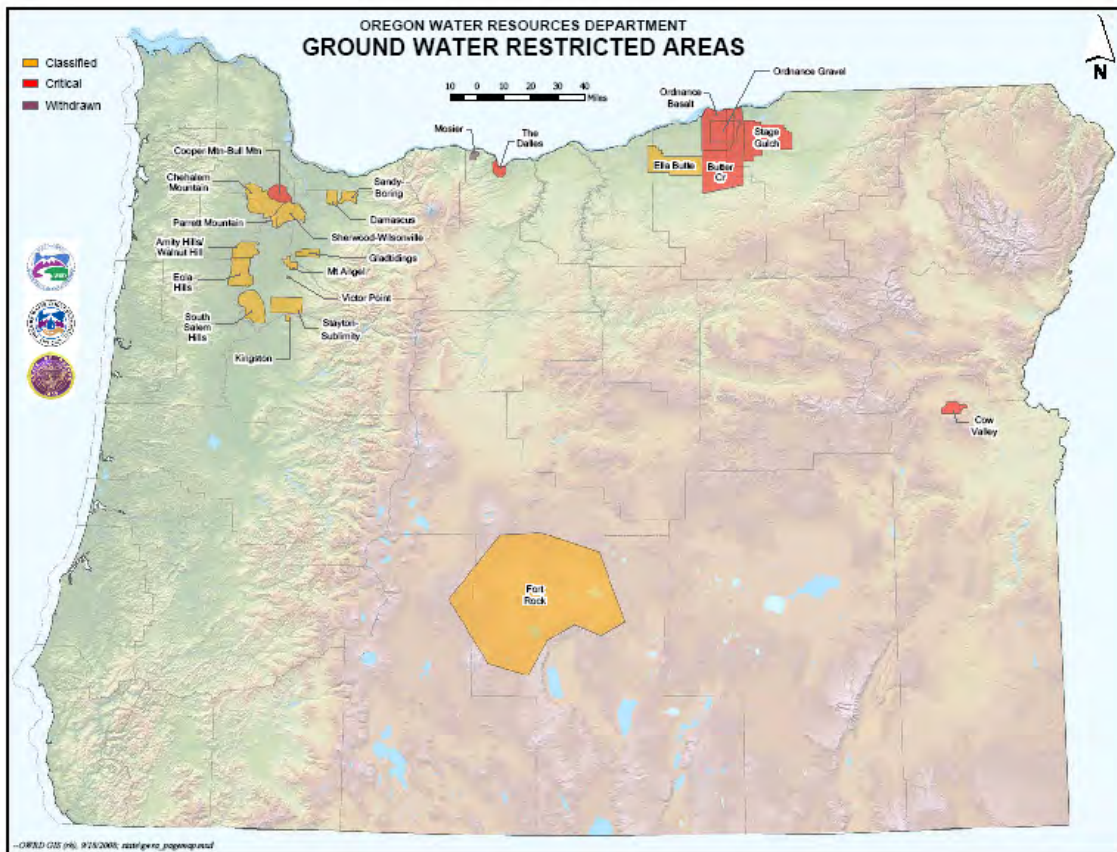 OREGON WATER RESOURCES DEPARTMENT
GROUND WATER RESTRICTED AREAS
Classified
Critical
Withdrawn
N
10 0 10 20 30 40
Miles
Ordnance Gravel
Ordnance
Basalt
Mosier
The
Dalles
Stage
Gulch
Ella Butte
Butter
Cr
Cooper Mtn-Bull Mtn
Chehalem
Mountain
Sandy-
Boring
Parrett Mountain
Damascus
Sherwood-Wilsonville
Amity Hills/
Walnut Hill
Gladtidings
Mt Angel
Eola
Hills
Victor Point
South
Salem
Hills
Stayton-
Sublimity
Kingston
Cow
Valley
Fort
Rock